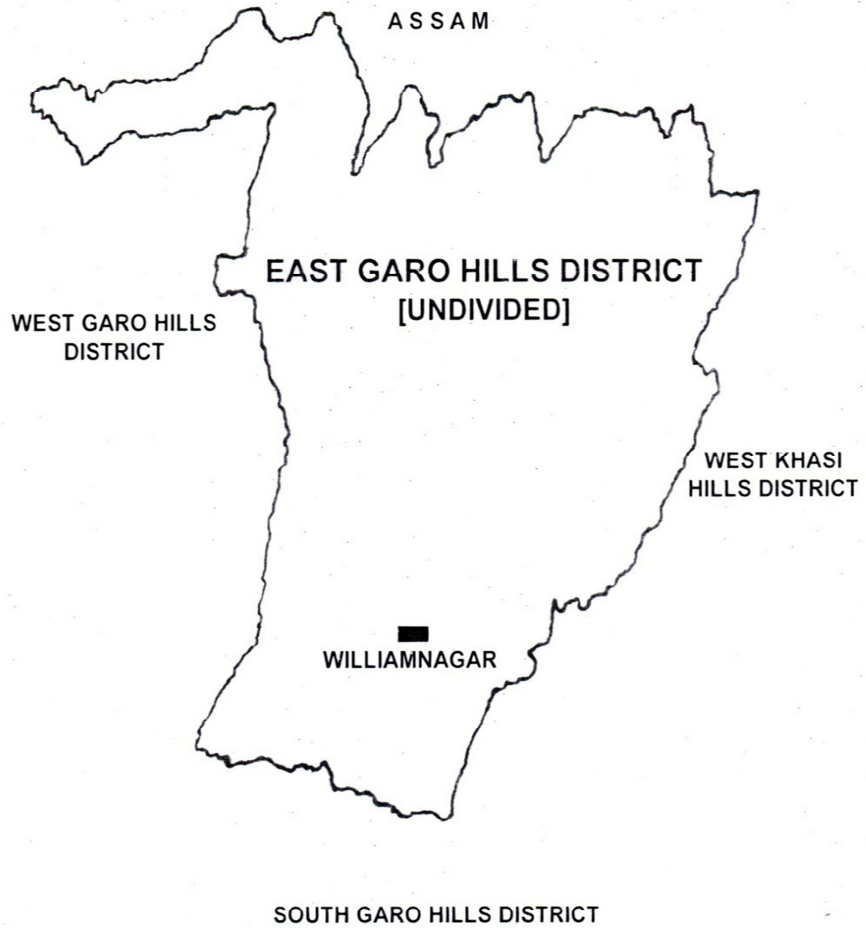 ASSAM
EAST GARO HILLS DISTRICT
[UNDIVIDED]
WEST GARO HILLS
DISTRICT
WEST KHASI
HILLS DISTRICT
WILLIAMNAGAR
SOUTH GARO HILLS DISTRICT